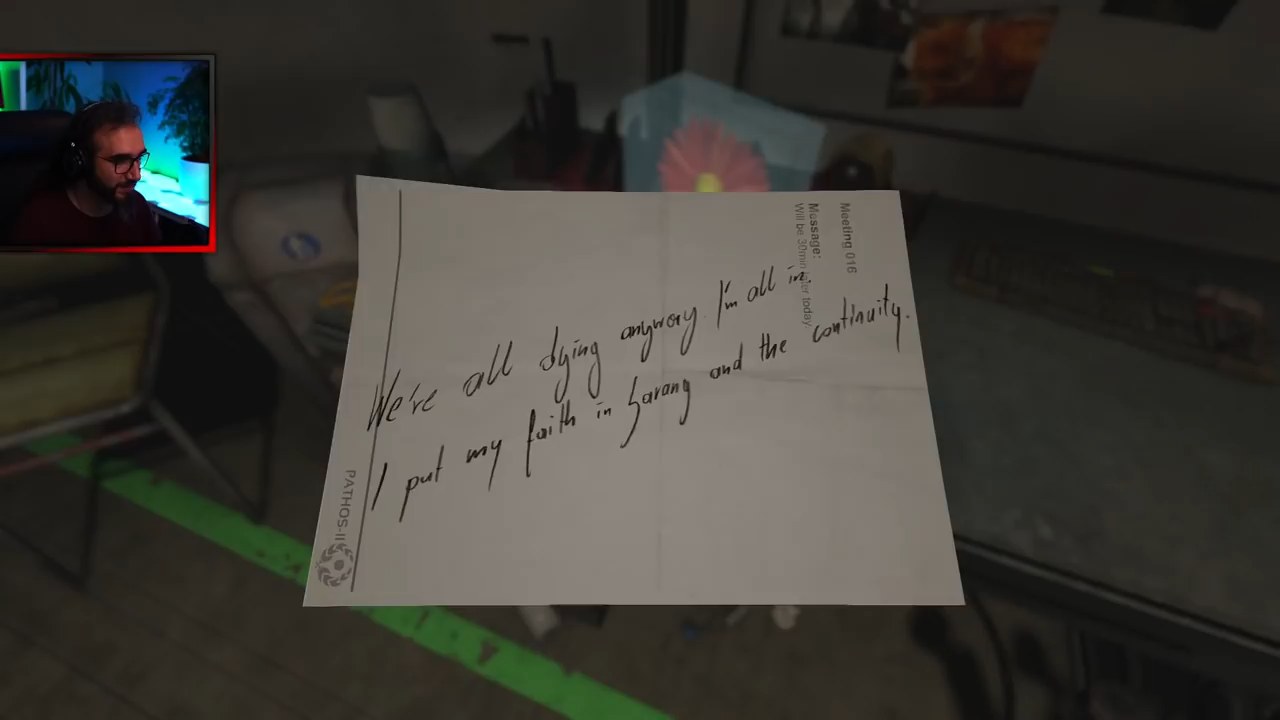 We're all dying anyway. I'm all in.
I put my faith in Sarang and the continuity.
Meeting 016
Message:
Will be 30min later today.
PATHOS-II